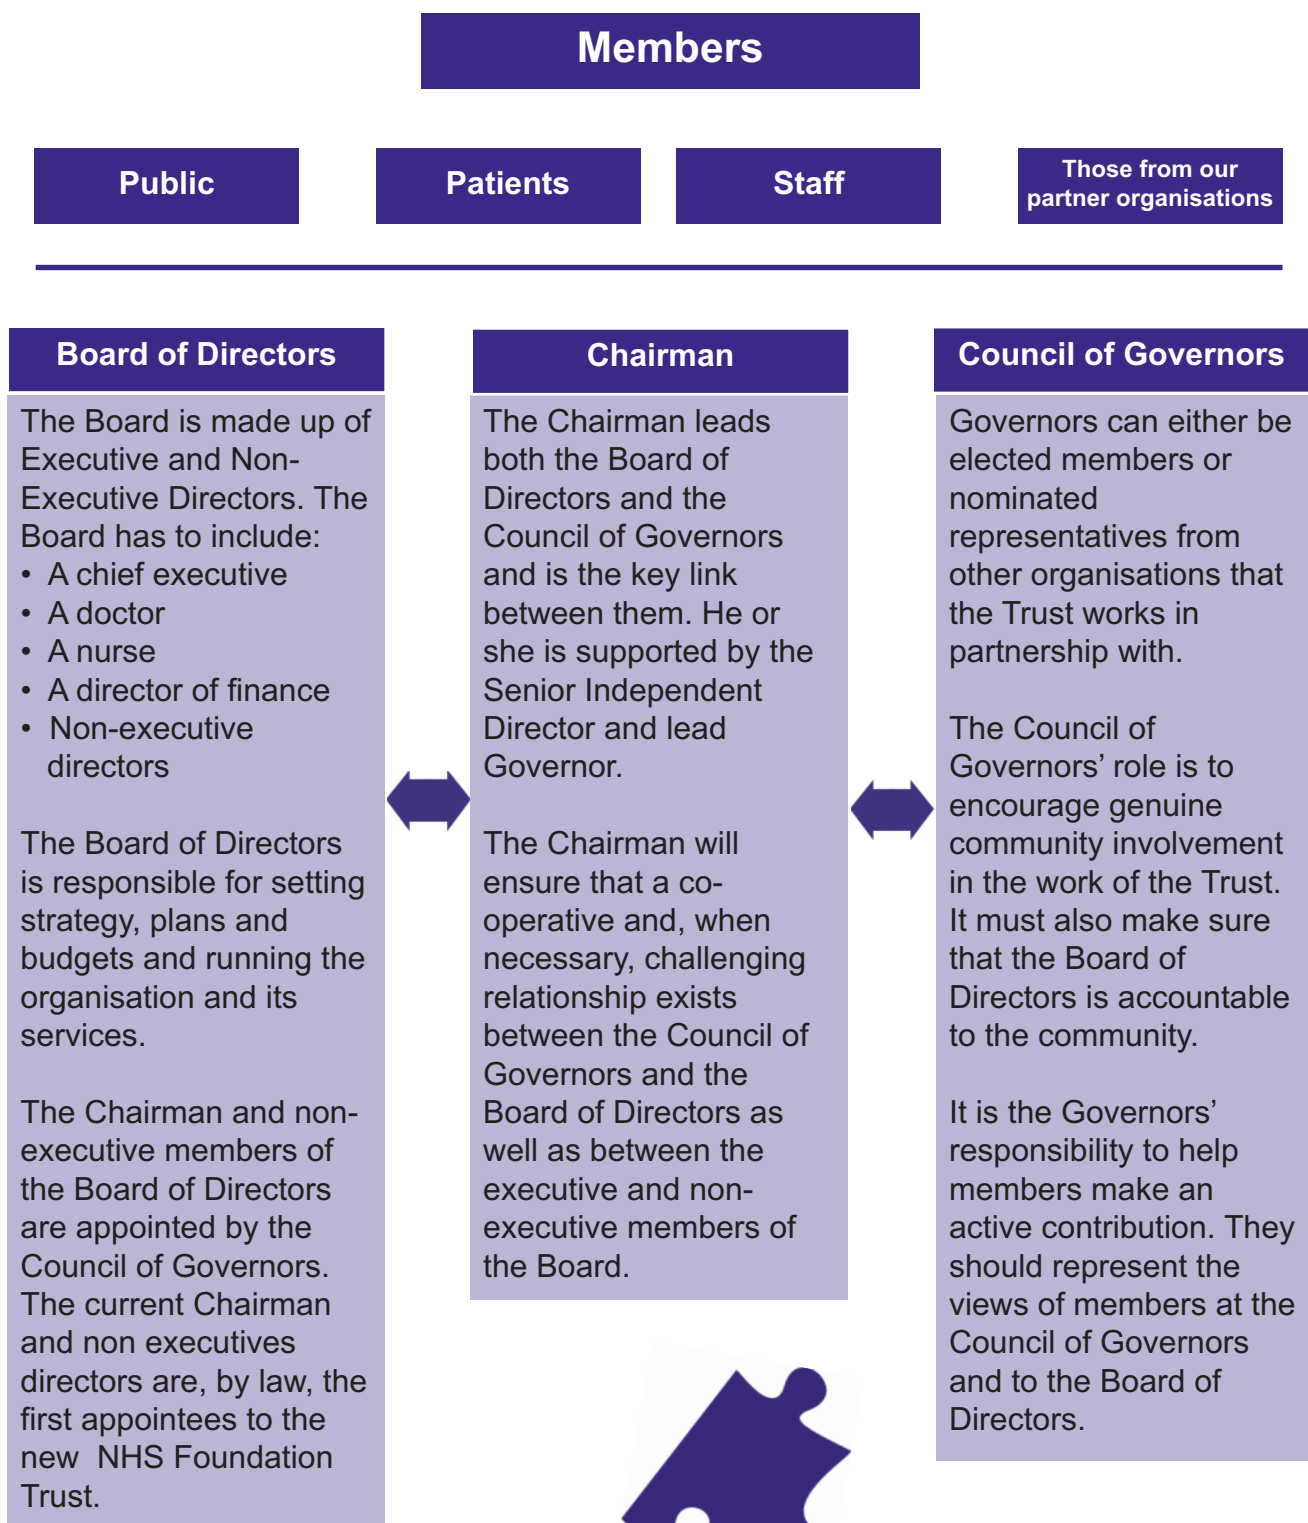 Members
Public
Patients
Staff
Those from our
partner organisations
Board of Directors
The Board is made up of
Executive and Non-
Executive Directors. The
Board has to include:
• A chief executive
• A doctor
• A nurse
• A director of finance
• Non-executive
directors
The Board of Directors
is responsible for setting
strategy, plans and
budgets and running the
organisation and its
services.
The Chairman and non-
executive members of
the Board of Directors
are appointed by the
Council of Governors.
The current Chairman
and non executives
directors are, by law, the
first appointees to the
new NHS Foundation
Trust.
Chairman
The Chairman leads
both the Board of
Directors and the
Council of Governors
and is the key link
between them. He or
she is supported by the
Senior Independent
Director and lead
Governor.
The Chairman will
ensure that a co-
operative and, when
necessary, challenging
relationship exists
between the Council of
Governors and the
Board of Directors as
well as between the
executive and non-
executive members of
the Board.
Council of Governors
Governors can either be
elected members or
nominated
representatives from
other organisations that
the Trust works in
partnership with.
The Council of
Governors’ role is to
encourage genuine
community involvement
in the work of the Trust.
It must also make sure
that the Board of
Directors is accountable
to the community.
It is the Governors’
responsibility to help
members make an
active contribution. They
should represent the
views of members at the
Council of Governors
and to the Board of
Directors.